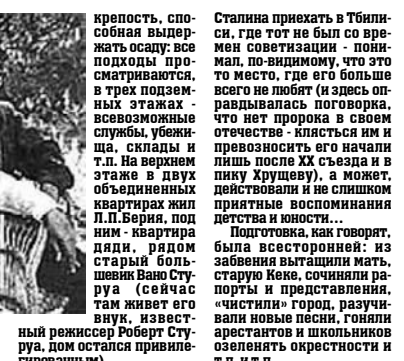 крепость, спо-
собная выдер-
жать осаду: все
подходы про-
сматриваются,
в трех подзем-
ных этажах -
всевозможные
службы, убежи-
ща, склады и
т.п. На верхнем
этаже в двух
объединенных
квартирах жил
Л.П.Берия, под
ним - квартира
дяди, рядом
старый боль-
шевик Вано Сту-
руа (сейчас
там живет его
внук, извест-
ный режиссер Роберт Сту-
руа, дом остался привиле-
гированным).
Сталина приехать в Тбили-
си, где тот не был со вре-
мен советизации - пони-
мал, по-видимому, что это
то место, где его больше
всего не любят (и здесь оп-
равдывалась поговорка,
что нет пророка в своем
отечестве - клясться им и
превозносить его начали
лишь после XX съезда и в
пику Хрущеву), а может,
действовали и не слишком
приятные воспоминания
детства и юности...
Подготовка, как говорят,
была всесторонней: из
забвения вытащили мать,
старую Кеке, сочиняли ра-
порты и представления,
«чистили» город, разучи-
вали новые песни, гоняли
арестантов и школьников
озеленять окрестности и
т.п. и т.п.